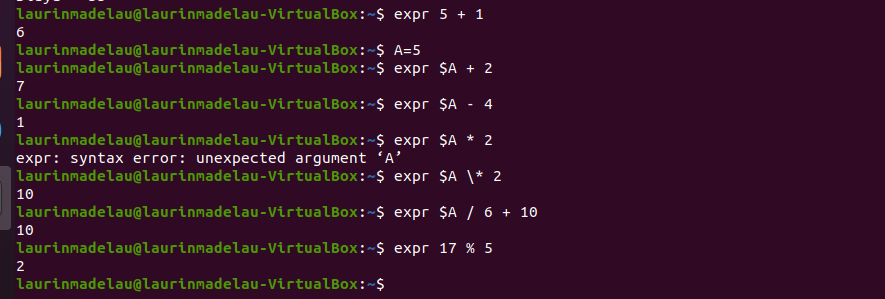 laurinmadelau@laurinmadelau-VirtualBox:~$ expr 5 + 1
6
laurinmadelau@laurinmadelau-VirtualBox:~$ A=5
laurinmadelau@laurinmadelau-VirtualBox:~$ expr $A + 2
7
laurinmadelau@laurinmadelau-VirtualBox:~$ expr $A - 4
1
laurinmadelau@laurinmadelau-VirtualBox:~$ expr $A * 2
expr: syntax error: unexpected argument ‘A’
laurinmadelau@laurinmadelau-VirtualBox:~$ expr $A \* 2
10
laurinmadelau@laurinmadelau-VirtualBox:~$ expr $A / 6 + 10
10
laurinmadelau@laurinmadelau-VirtualBox:~$ expr 17 % 5
2
laurinmadelau@laurinmadelau-VirtualBox:~$